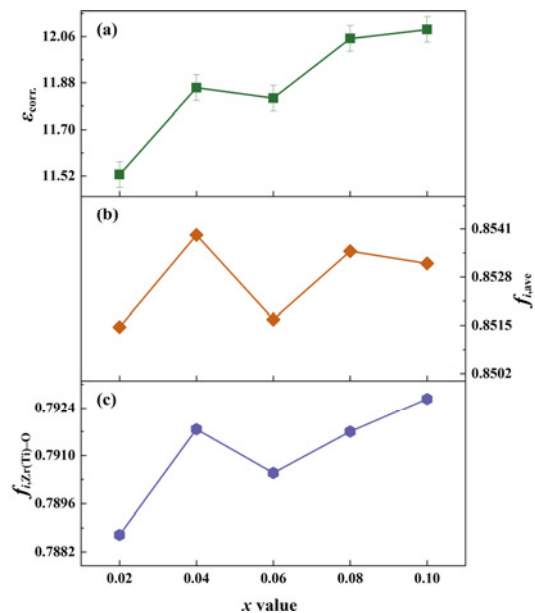 (a)
12.06
11.88
11.70
11.52
εcorr.
(b)
0.8541
0.8528
0.8515
0.8502
fi,ave
(c)
0.7924
0.7910
0.7896
0.7882
fi,Zr(Ti)–O
0.02 0.04 0.06 0.08 0.10
x value